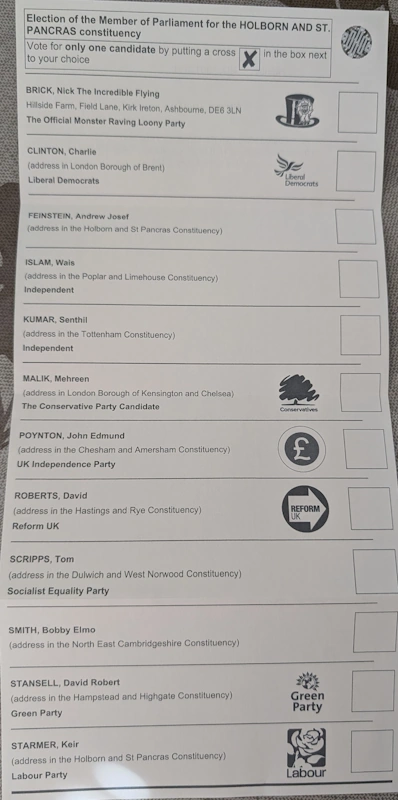 Election of the Member of Parliament for the HOLBORN AND ST.
PANCRAS constituency
Vote for only one candidate by putting a cross X in the box next
to your choice
BRICK, Nick The Incredible Flying
Hillside Farm, Field Lane, Kirk Ireton, Ashbourne, DE6 3LN
The Official Monster Raving Loony Party
CLINTON, Charlie
(address in London Borough of Brent)
Liberal Democrats
Liberal
Democrats
FEINSTEIN, Andrew Josef
(address in the Holborn and St Pancras Constituency)
ISLAM, Wais
(address in the Poplar and Limehouse Constituency)
Independent
KUMAR, Senthil
(address in the Tottenham Constituency)
Independent
MALIK, Mehreen
(address in London Borough of Kensington and Chelsea)
The Conservative Party Candidate
Conservatives
POYNTON, John Edmund
(address in the Chesham and Amersham Constituency)
UK Independence Party
£
ROBERTS, David
(address in the Hastings and Rye Constituency)
Reform UK
REFORM
UK
SCRIPPS, Tom
(address in the Dulwich and West Norwood Constituency)
Socialist Equality Party
SMITH, Bobby Elmo
(address in the North East Cambridgeshire Constituency)
STANSELL, David Robert
(address in the Hampstead and Highgate Constituency)
Green Party
Green
Party
STARMER, Keir
(address in the Holborn and St Pancras Constituency)
Labour Party
Labour